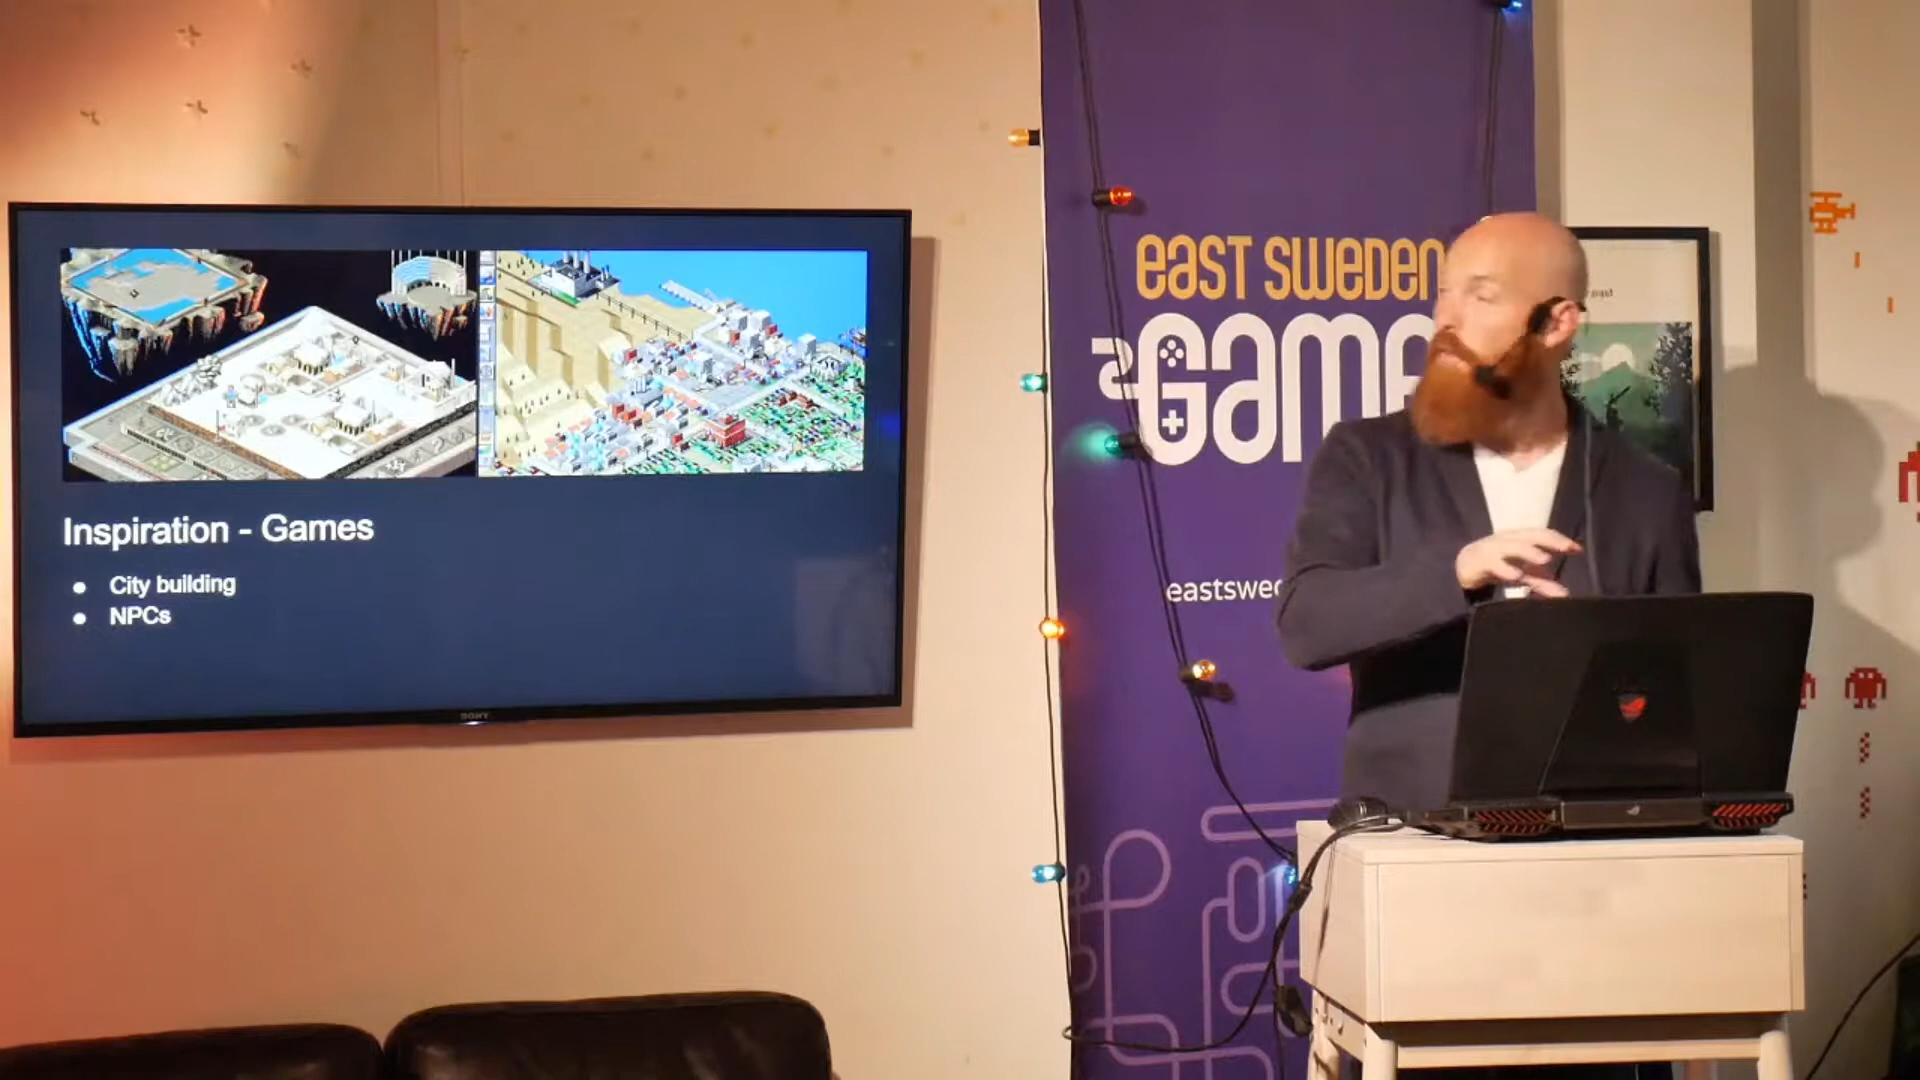 Inspiration - Games
● City building
● NPCs
SONY
east sweden
Game
eastswe